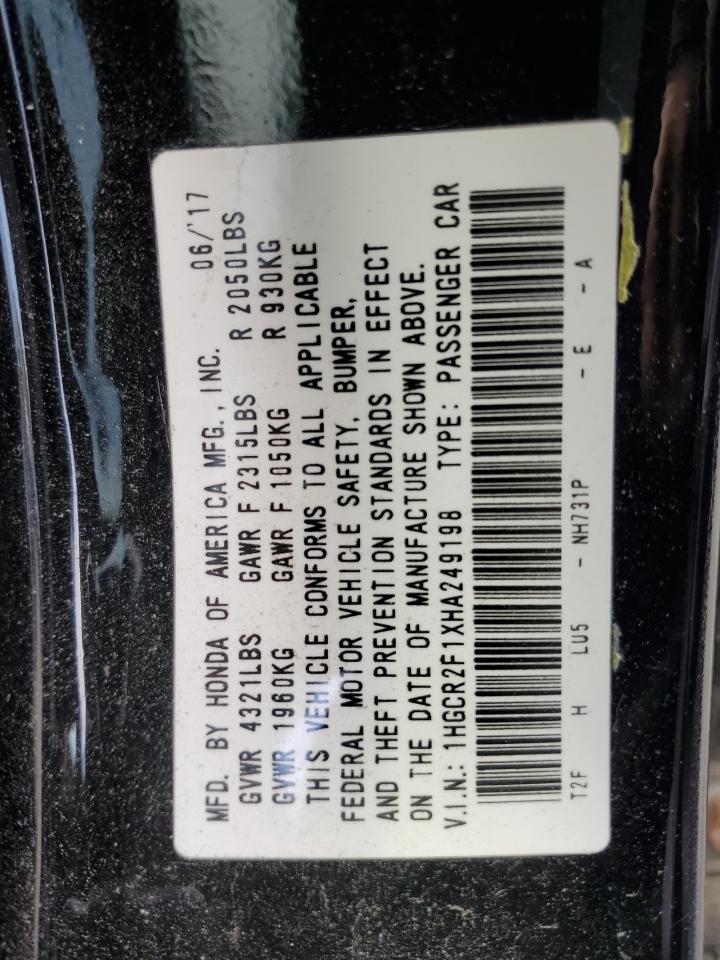 MFD. BY HONDA OF AMERICA MFG., INC. 06/'17
GVWR 4321LBS GAWR F 2315LBS R 2050LBS
GVWR 1960KG GAWR F 1050KG R 930KG
THIS VEHICLE CONFORMS TO ALL APPLICABLE
FEDERAL MOTOR VEHICLE SAFETY, BUMPER,
AND THEFT PREVENTION STANDARDS IN EFFECT
ON THE DATE OF MANUFACTURE SHOWN ABOVE.
V.I.N.: 1HGCR2F1XHA249198 TYPE: PASSENGER CAR
T2F H LU5 - NH731P - E - A